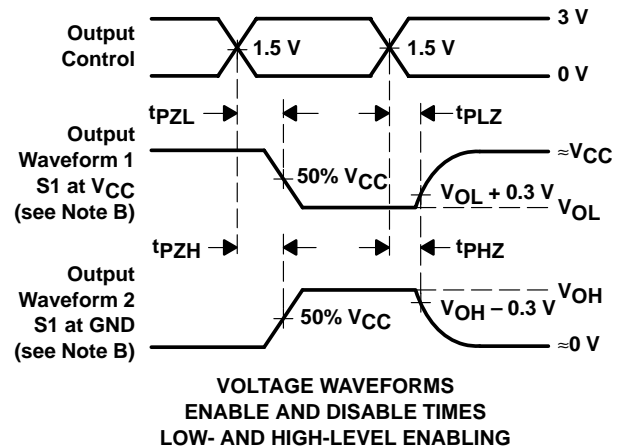 Output
Control
1.5 V
1.5 V
3 V
0 V
tPZL
tPLZ
Output
Waveform 1
S1 at VCC
(see Note B)
50% VCC
≈VCC
VOL + 0.3 V
VOL
tPZH
tPHZ
Output
Waveform 2
S1 at GND
(see Note B)
50% VCC
VOH
VOH – 0.3 V
≈0 V
VOLTAGE WAVEFORMS
ENABLE AND DISABLE TIMES
LOW- AND HIGH-LEVEL ENABLING